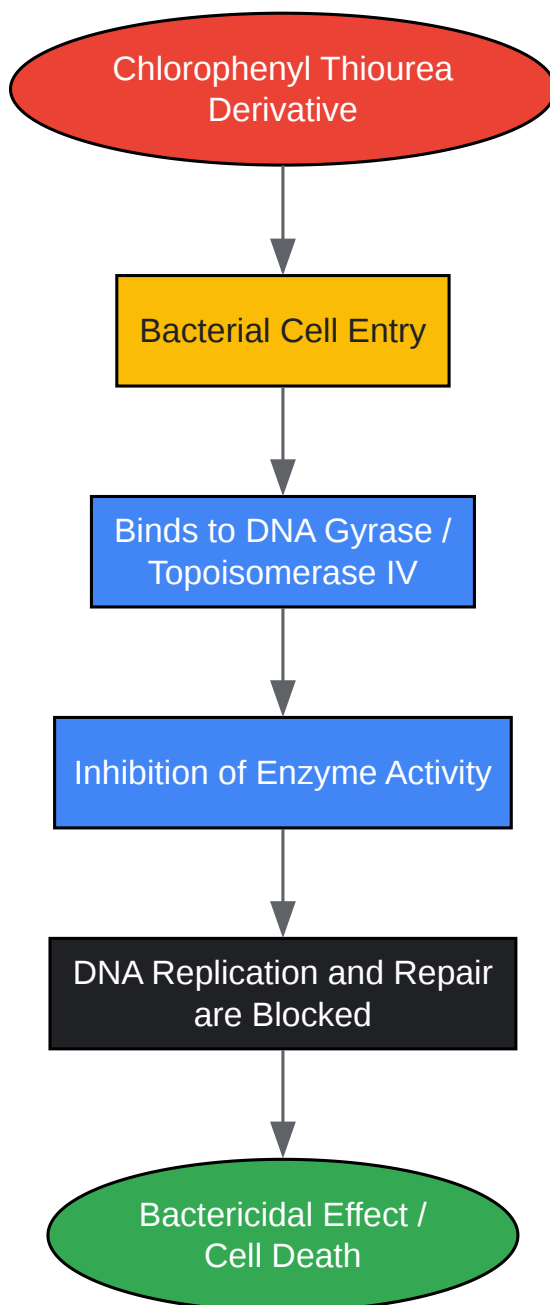 Chlorophenyl Thiourea
Derivative
Bacterial Cell Entry
Binds to DNA Gyrase /
Topoisomerase IV
Inhibition of Enzyme Activity
DNA Replication and Repair
are Blocked
Bactericidal Effect /
Cell Death